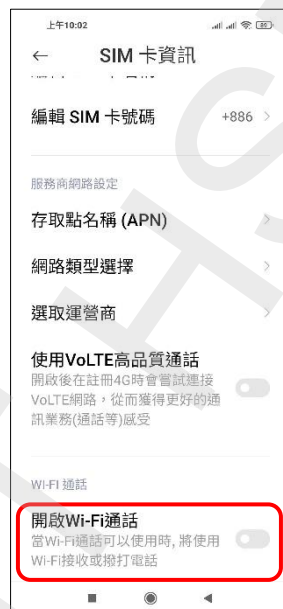 上午10:02
89
← SIM 卡資訊
編輯 SIM 卡號碼 +886 >
服務商網路設定
存取點名稱 (APN) >
網路類型選擇 >
選取運營商 >
使用VoLTE高品質通話
開啟後在註冊4G時會嘗試連接
VoLTE網路，從而獲得更好的通
訊業務(通話等)感受
WI-FI 通話
開啟Wi-Fi通話
當Wi-Fi通話可以使用時, 將使用
Wi-Fi接收或撥打電話